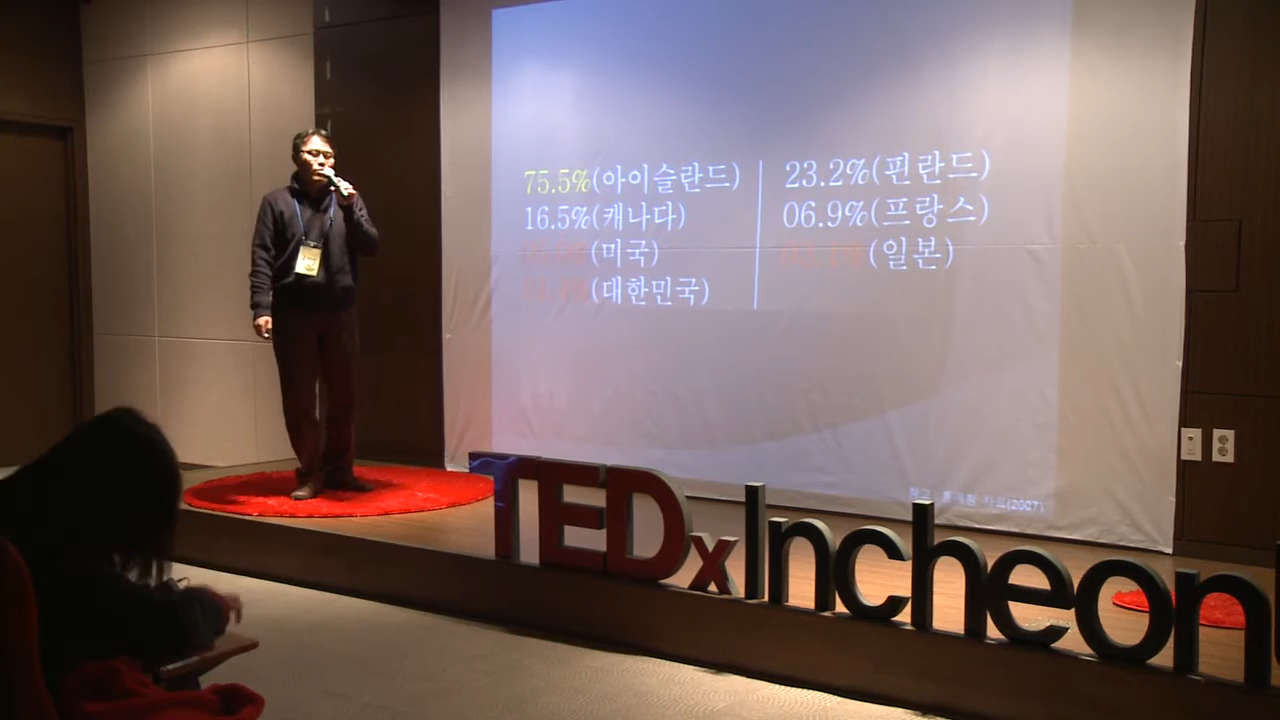 75.5%(아이슬란드)
16.5%(캐나다)
(미국)
(대한민국)
23.2%(핀란드)
06.9%(프랑스)
(일본)
(2007)
TEDxIncheon